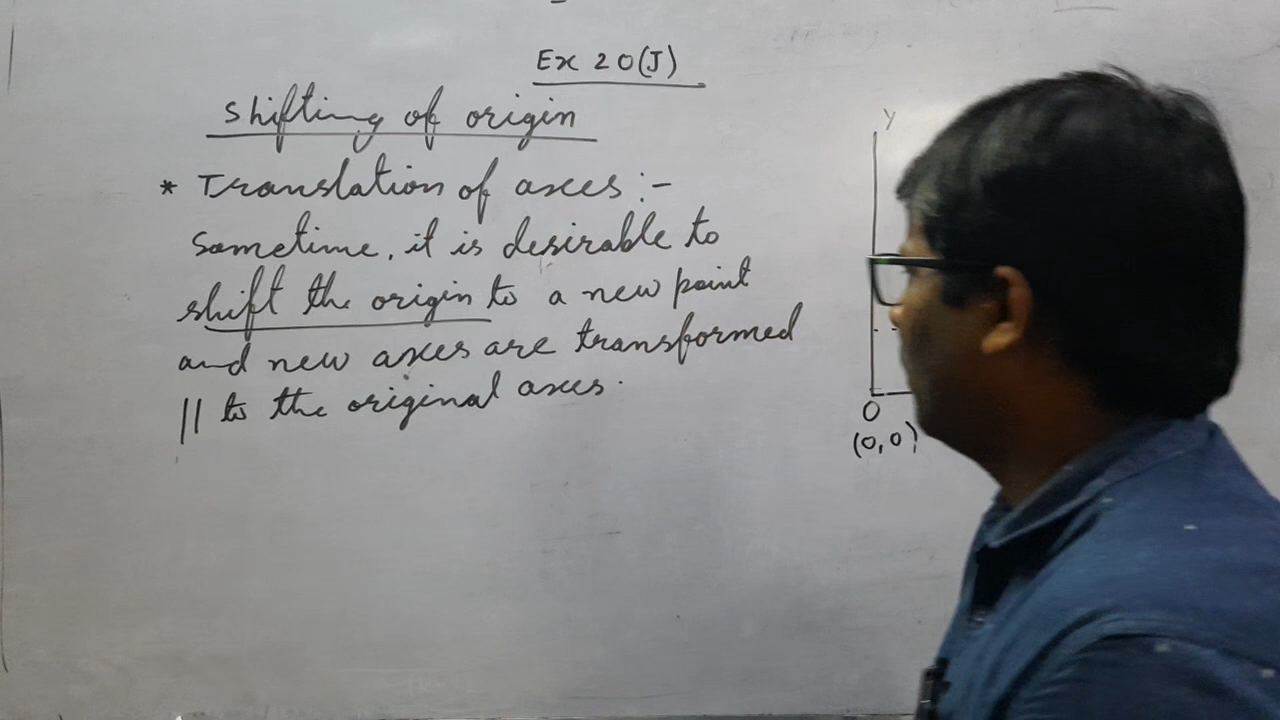 Ex 20(J)
Shifting of origin
* Translation of axes :-
Sometime, it is desirable to
shift the origin to a new point
and new axes are transformed
|| to the original axes.
Y
O
(0,0)